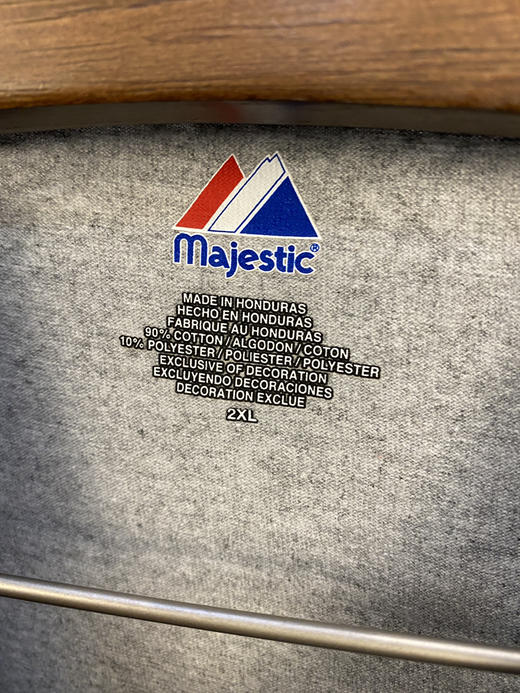 Majestic®
MADE IN HONDURAS
HECHO EN HONDURAS
FABRIQUE AU HONDURAS
90% COTTON / ALGODON / COTON
10% POLYESTER / POLIESTER / POLYESTER
EXCLUSIVE OF DECORATION
EXCLUYENDO DECORACIONES
DECORATION EXCLUE
2XL